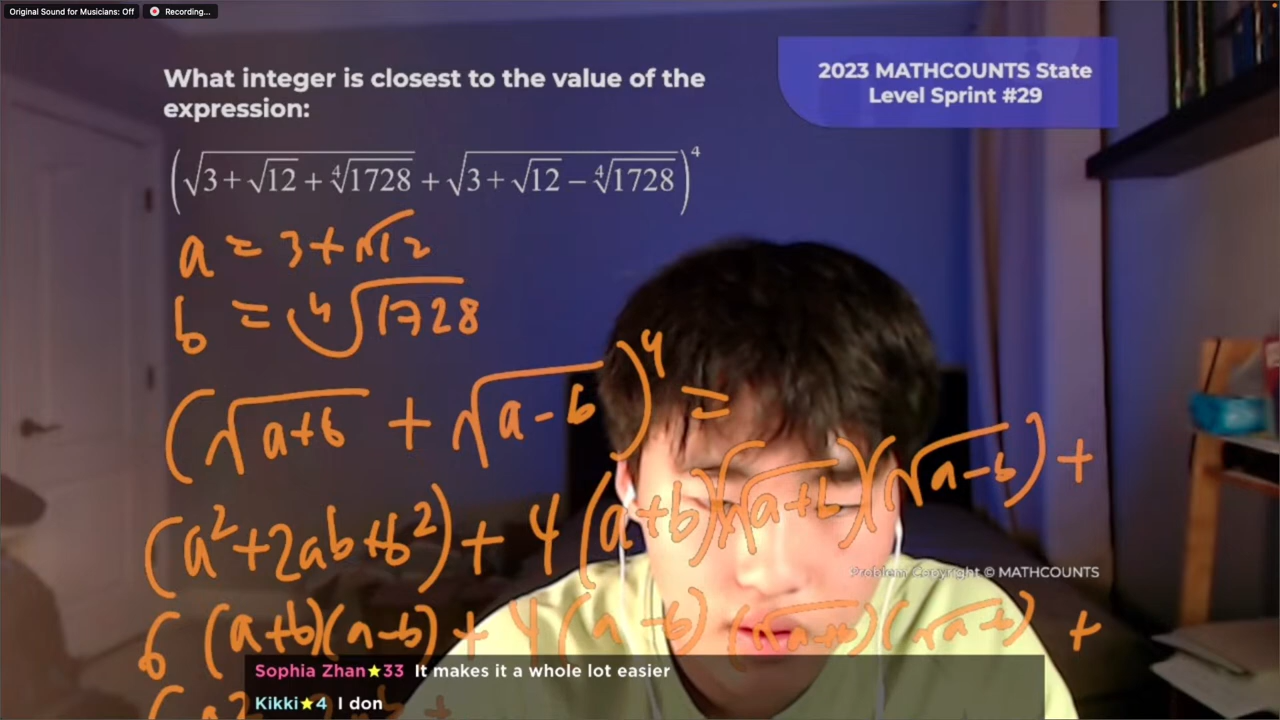 Original Sound for Musicians: Off
Recording...
What integer is closest to the value of the
expression:
2023 MATHCOUNTS State
Level Sprint #29
(√(3 + √12 + ∜1728) + √(3 + √12 − ∜1728))⁴
a = 3+√12
b = ∜1728
(√(a+b) + √(a-b))⁴ =
(a²+2ab+b²) + 4(a+b)(√(a+b))(√(a-b)) +
Problem Copyright © MATHCOUNTS
6(a+b)(a-b) + 4(a-b)(√(a+b))(√(a-b)) +
Sophia Zhan★33 It makes it a whole lot easier
Kikki★4 I don